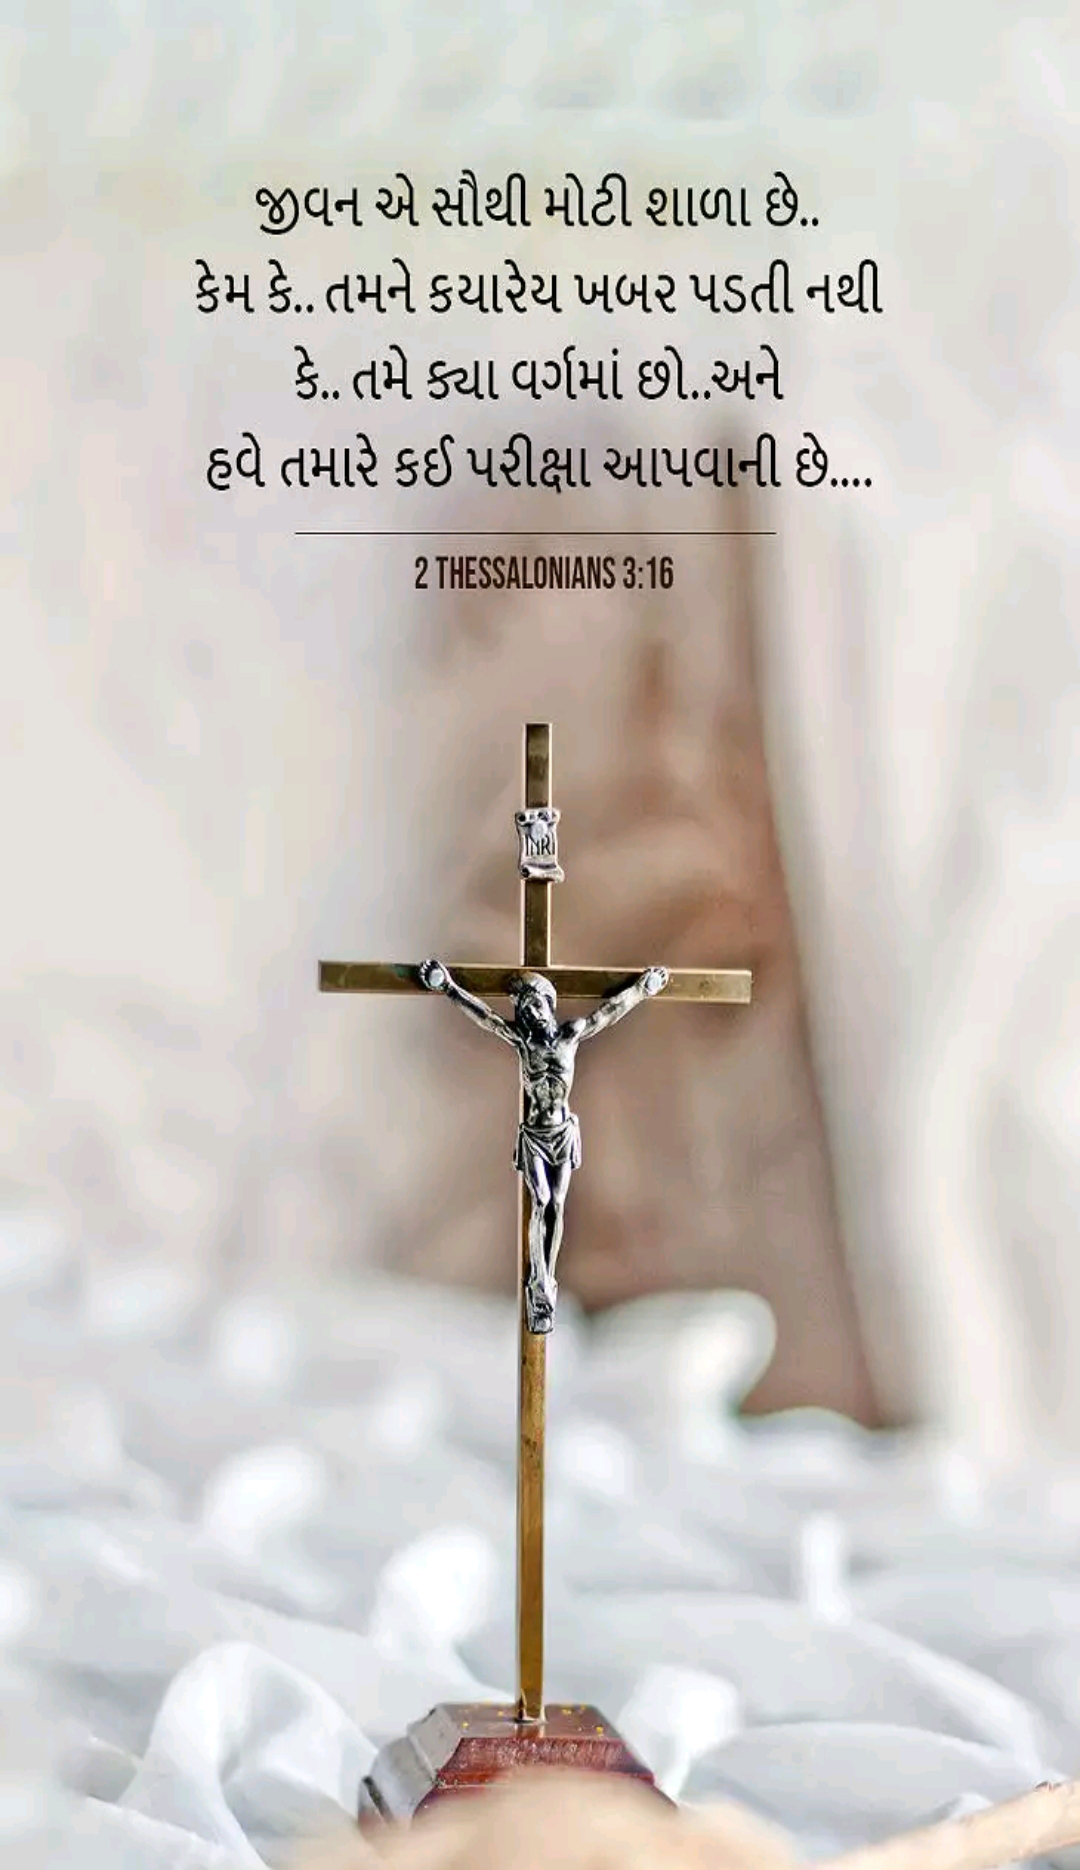 જીવન એ સૌથી મોટી શાળા છે..
કેમ કે.. તમને કયારેય ખબર પડતી નથી
કે.. તમે ક્યા વર્ગમાં છો..અને
હવે તમારે કઈ પરીક્ષા આપવાની છે....
2 THESSALONIANS 3:16
INRI